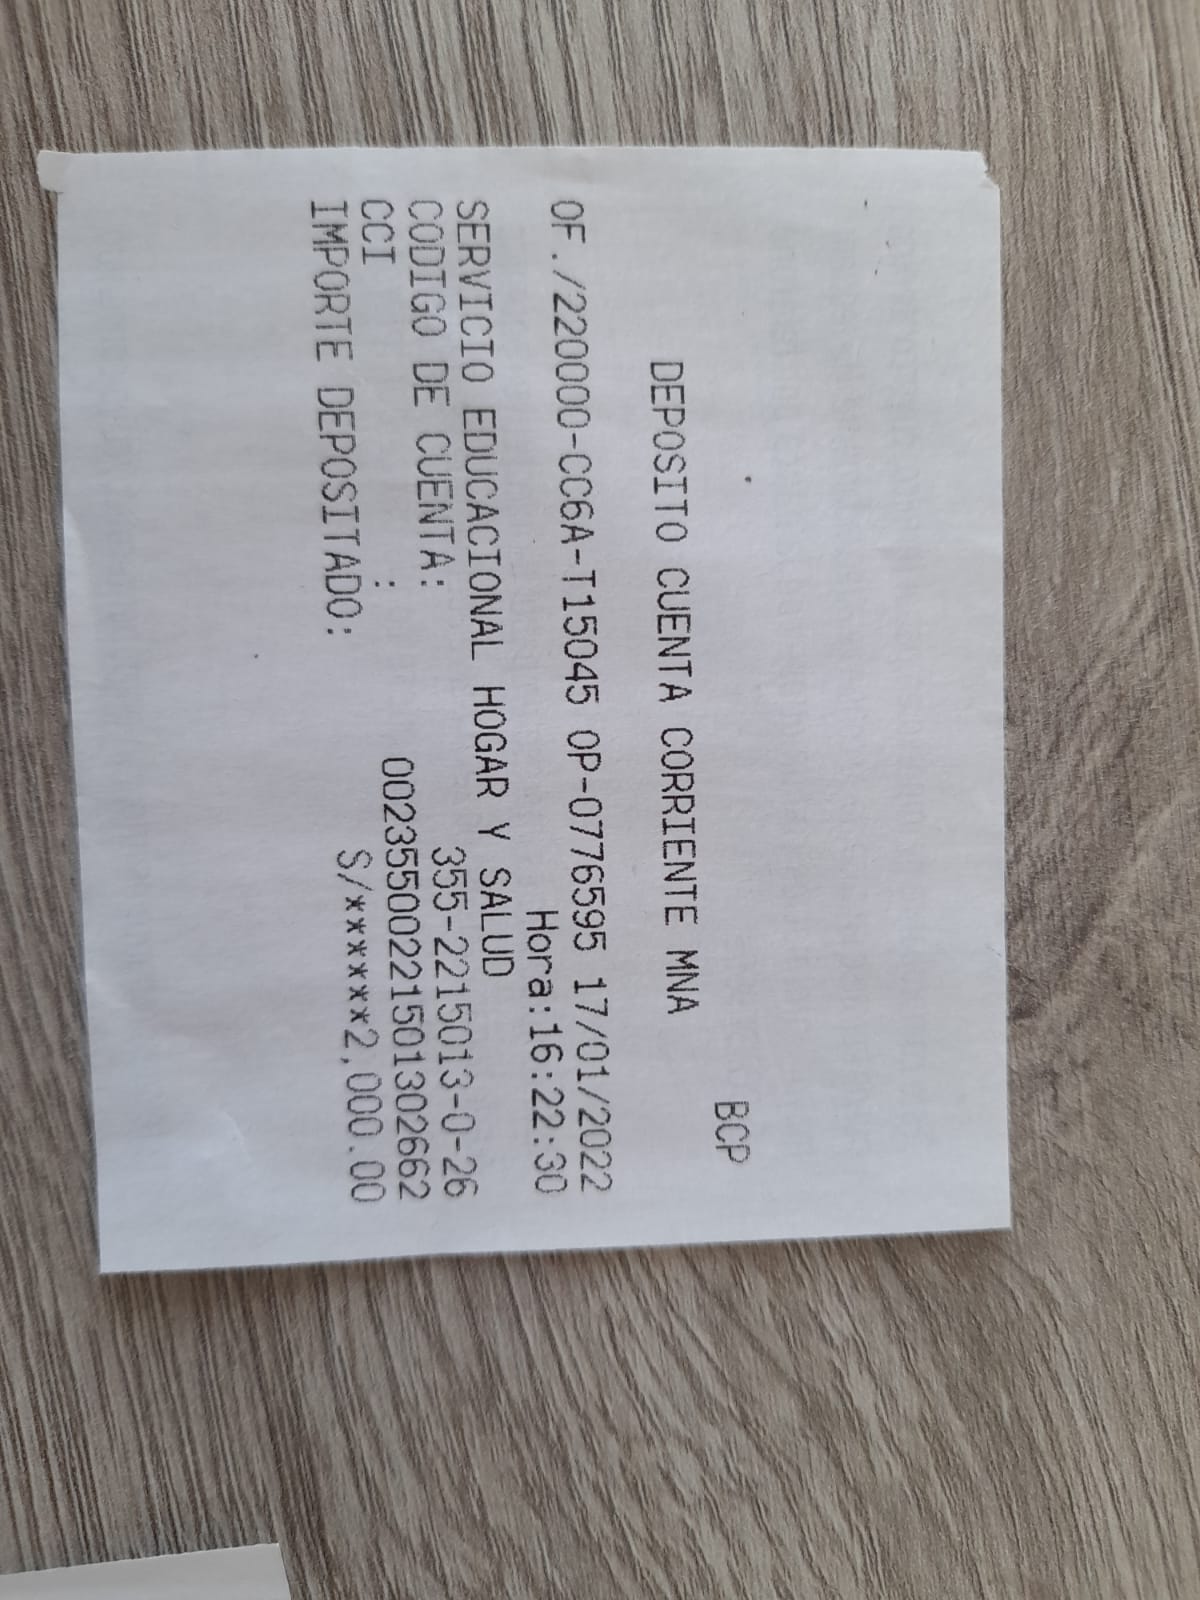 BCP
DEPOSITO CUENTA CORRIENTE MNA
OF./220000-CC6A-T15045 OP-0776595 17/01/2022
Hora:16:22:30
SERVICIO EDUCACIONAL HOGAR Y SALUD
CODIGO DE CUENTA: 355-2215013-0-26
CCI : 00235500221501302662
IMPORTE DEPOSITADO: S/*******2,000.00